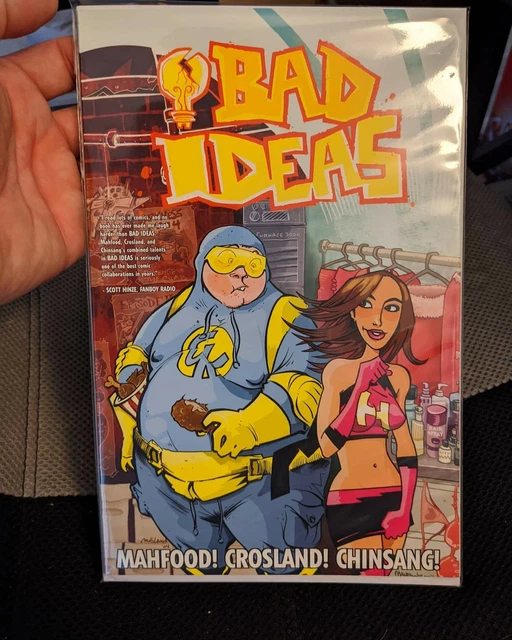 BAD
IDEAS
"I read lots of comics, and no
book has ever made me laugh
harder than BAD IDEAS.
Mahfood, Crosland, and
Chinsang's combined talents
in BAD IDEAS is seriously
one of the best comic
collaborations in years."
- SCOTT HINZE, FANBOY RADIO
H
MAHFOOD! CROSLAND! CHINSANG!